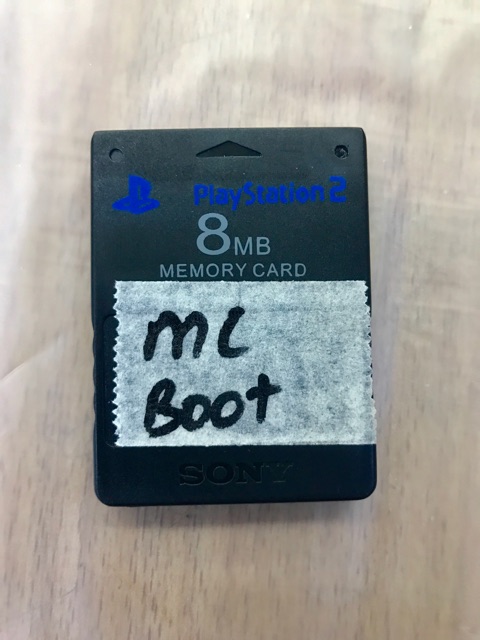 PlayStation 2
8MB
MEMORY CARD
MC
Boot
SONY